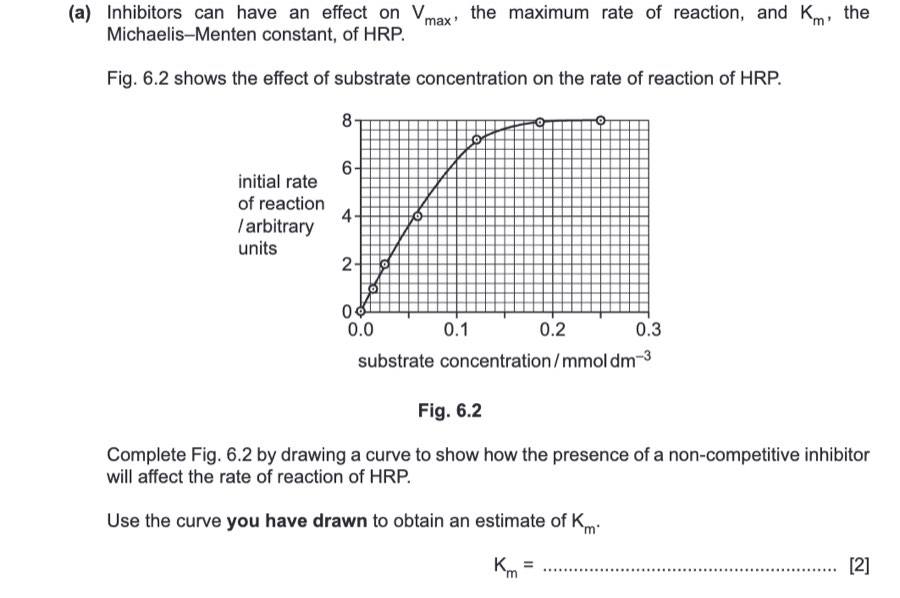 (a) Inhibitors can have an effect on Vmax, the maximum rate of reaction, and Km, the
Michaelis–Menten constant, of HRP.
Fig. 6.2 shows the effect of substrate concentration on the rate of reaction of HRP.
8
6
initial rate
of reaction
/ arbitrary
units
4
2
0
0.0 0.1 0.2 0.3
substrate concentration / mmol dm⁻³
Fig. 6.2
Complete Fig. 6.2 by drawing a curve to show how the presence of a non-competitive inhibitor
will affect the rate of reaction of HRP.
Use the curve you have drawn to obtain an estimate of Km.
Km = ........................................................ [2]